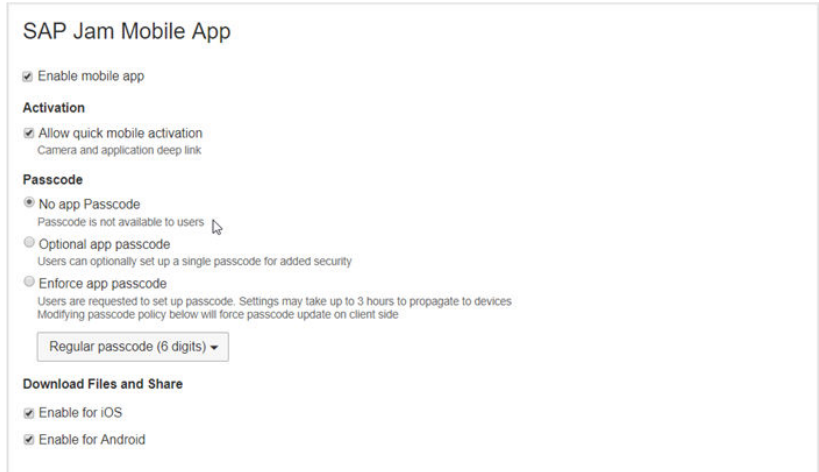 SAP Jam Mobile App
Enable mobile app
Activation
Allow quick mobile activation
Camera and application deep link
Passcode
No app Passcode
Passcode is not available to users
Optional app passcode
Users can optionally set up a single passcode for added security
Enforce app passcode
Users are requested to set up passcode. Settings may take up to 3 hours to propagate to devices
Modifying passcode policy below will force passcode update on client side
Regular passcode (6 digits)
Download Files and Share
Enable for iOS
Enable for Android